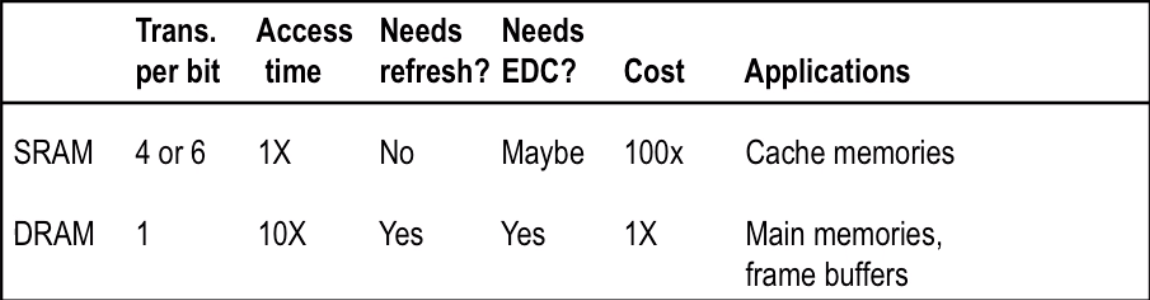 Trans. Access Needs Needs
per bit time refresh? EDC? Cost Applications
SRAM 4 or 6 1X No Maybe 100x Cache memories
DRAM 1 10X Yes Yes 1X Main memories,
frame buffers